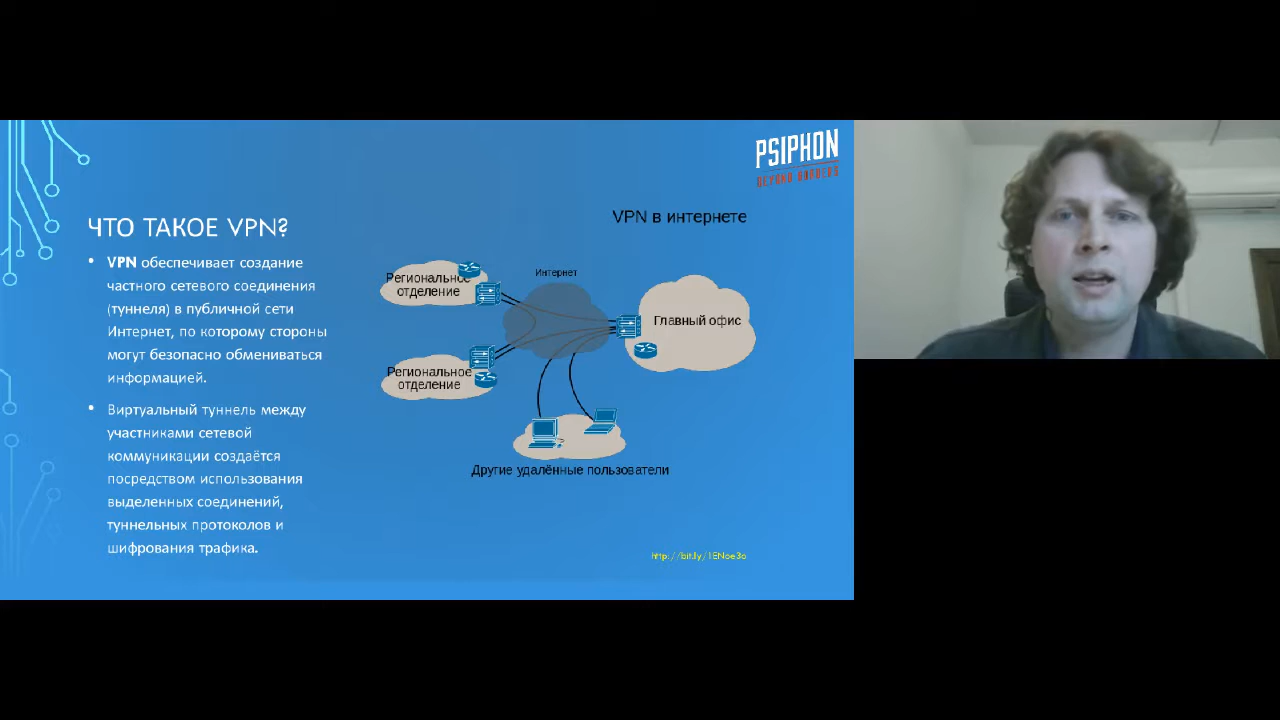 PSIPHON
BEYOND BORDERS
ЧТО ТАКОЕ VPN?
• VPN обеспечивает создание
частного сетевого соединения
(туннеля) в публичной сети
Интернет, по которому стороны
могут безопасно обмениваться
информацией.
• Виртуальный туннель между
участниками сетевой
коммуникации создаётся
посредством использования
выделенных соединений,
туннельных протоколов и
шифрования трафика.
VPN в интернете
Интернет
Региональное
отделение
Главный офис
Региональное
отделение
Другие удалённые пользователи